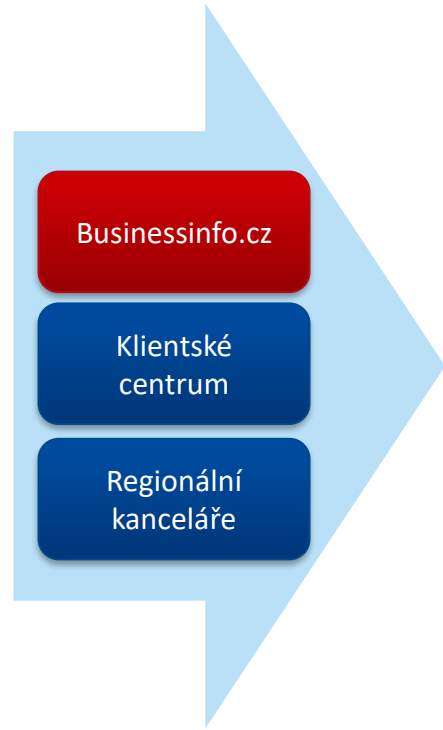 Businessinfo.cz
Klientské
centrum
Regionální
kanceláře